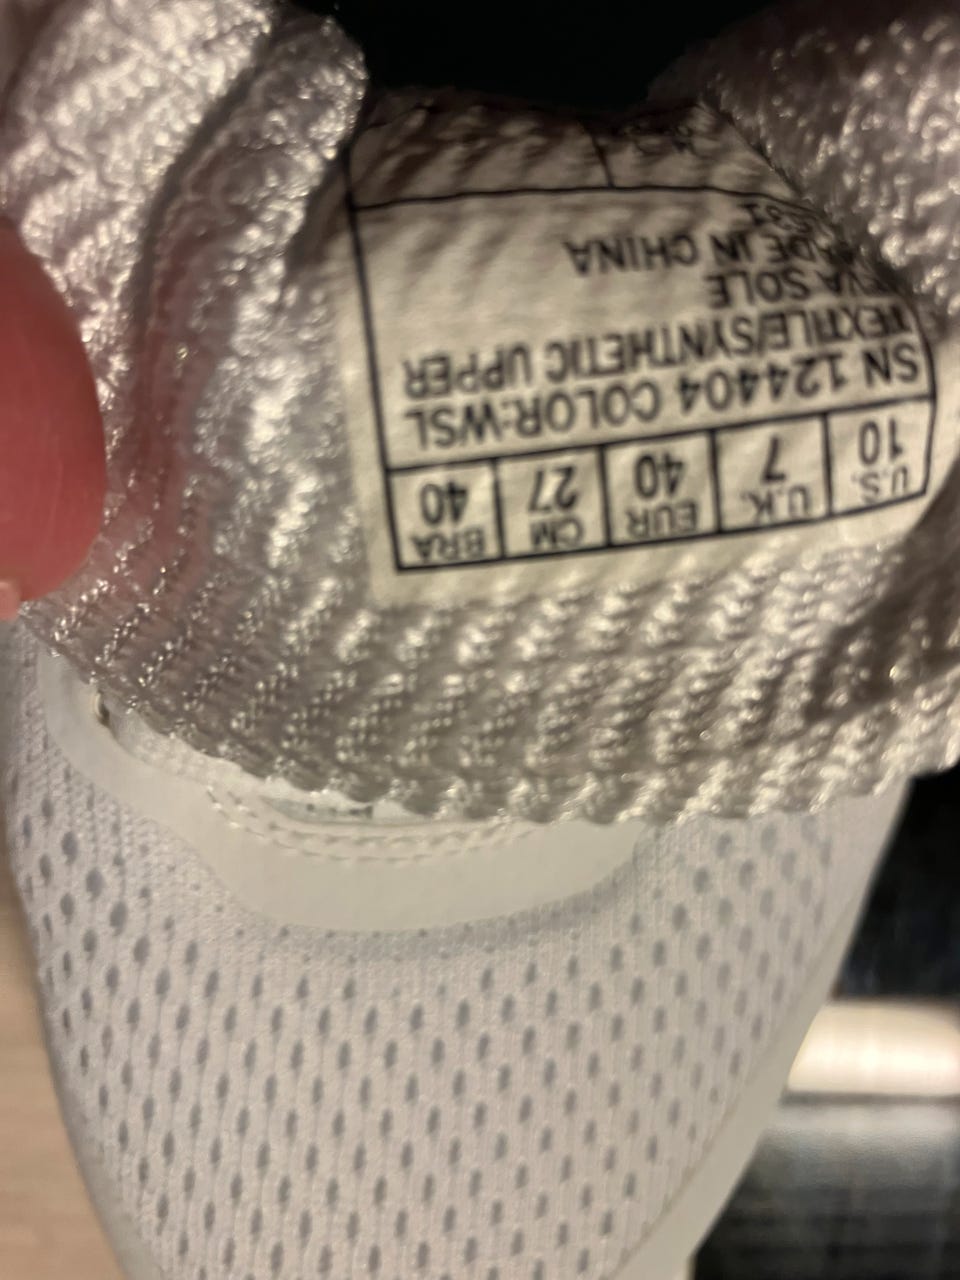 U.S. U.K. EUR CM BRA
10 7 40 27 40
SN 124404 COLOR:WSL
TEXTILE/SYNTHETIC UPPER
EVA SOLE
MADE IN CHINA